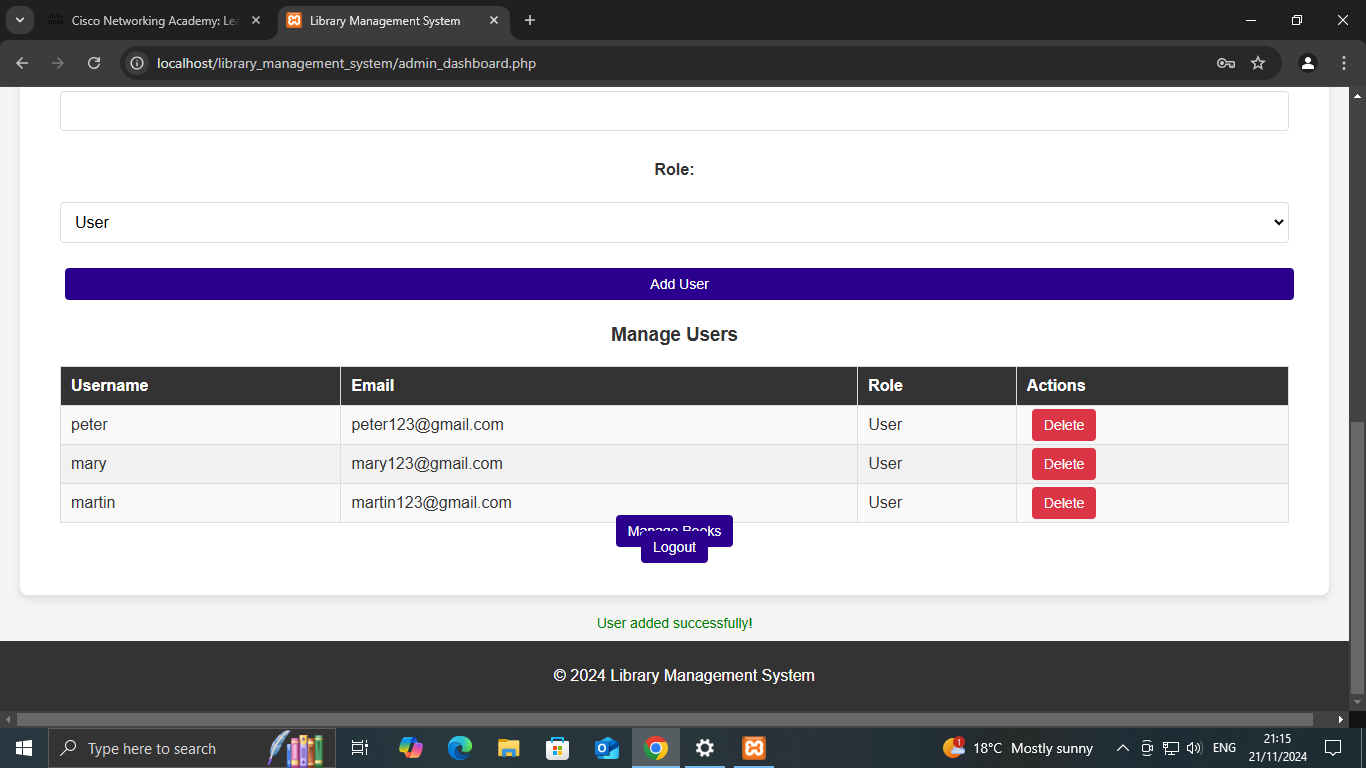 Cisco Networking Academy: Lea
Library Management System
localhost/library_management_system/admin_dashboard.php
Role:
User
Add User
Manage Users
Username Email Role Actions
peter peter123@gmail.com User Delete
mary mary123@gmail.com User Delete
martin martin123@gmail.com User Delete
Manage Books
Logout
User added successfully!
© 2024 Library Management System
Type here to search
1
18°C Mostly sunny
ENG
21:15
21/11/2024